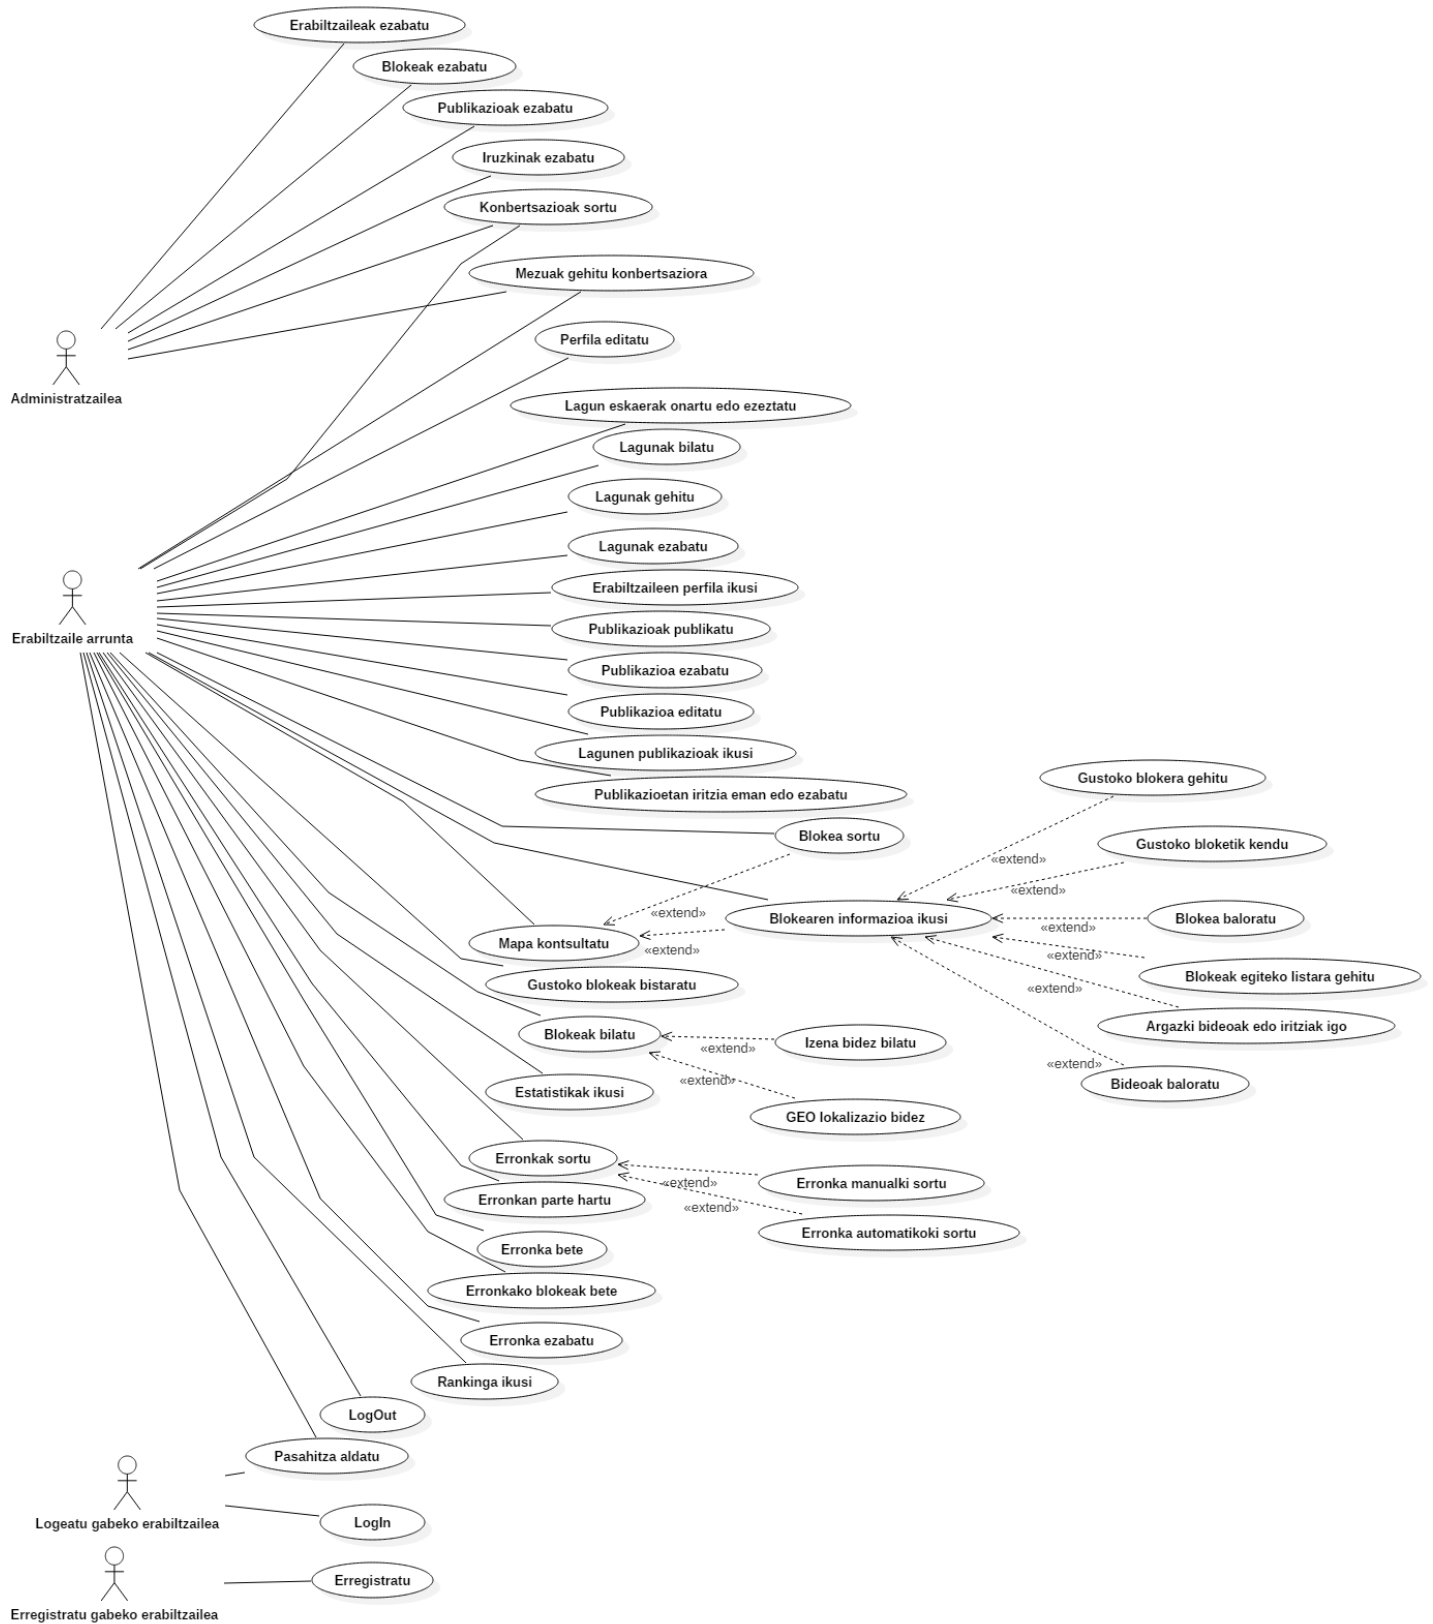 Erabiltzaileak ezabatu
Blokeak ezabatu
Publikazioak ezabatu
Iruzkinak ezabatu
Konbertsazioak sortu
Mezuak gehitu konbertsaziora
Perfila editatu
Administratzailea
Lagun eskaerak onartu edo ezeztatu
Lagunak bilatu
Lagunak gehitu
Lagunak ezabatu
Erabiltzaileen perfila ikusi
Publikazioak publikatu
Erabiltzaile arrunta
Publikazioa ezabatu
Publikazioa editatu
Lagunen publikazioak ikusi
Gustoko blokera gehitu
Publikazioetan iritzia eman edo ezabatu
Blokea sortu
Gustoko bloketik kendu
«extend»
«extend»
«extend»
Blokearen informazioa ikusi
Blokea baloratu
«extend»
Mapa kontsultatu
«extend»
«extend»
Blokeak egiteko listara gehitu
Gustoko blokeak bistaratu
«extend»
Argazki bideoak edo iritziak igo
Blokeak bilatu
Izena bidez bilatu
«extend»
«extend»
«extend»
Bideoak baloratu
Estatistikak ikusi
GEO lokalizazio bidez
Erronkak sortu
«extend»
Erronka manualki sortu
Erronkan parte hartu
«extend»
Erronka automatikoki sortu
Erronka bete
Erronkako blokeak bete
Erronka ezabatu
Rankinga ikusi
LogOut
Pasahitza aldatu
Logeatu gabeko erabiltzailea
LogIn
Erregistratu
Erregistratu gabeko erabiltzailea